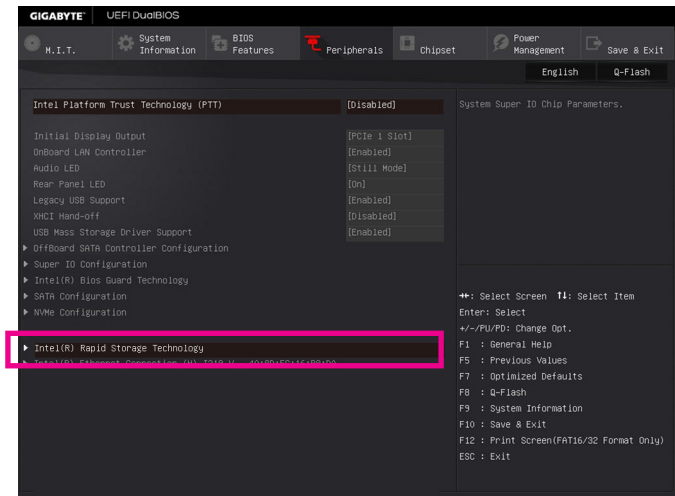 GIGABYTE™ UEFI DualBIOS
M.I.T. System Information BIOS Features Peripherals Chipset Power Management Save & Exit
English Q-Flash
Intel Platform Trust Technology (PTT) [Disabled]
System Super IO Chip Parameters.
Initial Display Output [PCIe 1 Slot]
OnBoard LAN Controller [Enabled]
Audio LED [Still Mode]
Rear Panel LED [On]
Legacy USB Support [Enabled]
XHCI Hand-off [Disabled]
USB Mass Storage Driver Support [Enabled]
OffBoard SATA Controller Configuration
Super IO Configuration
Intel(R) Bios Guard Technology
SATA Configuration
NVMe Configuration
Intel(R) Rapid Storage Technology
Intel(R) Ethernet Connection (H) I219-V
: Select Screen ↑↓: Select Item
Enter: Select
+/-/PU/PD: Change Opt.
F1 : General Help
F5 : Previous Values
F7 : Optimized Defaults
F8 : Q-Flash
F9 : System Information
F10 : Save & Exit
F12 : Print Screen(FAT16/32 Format Only)
ESC : Exit